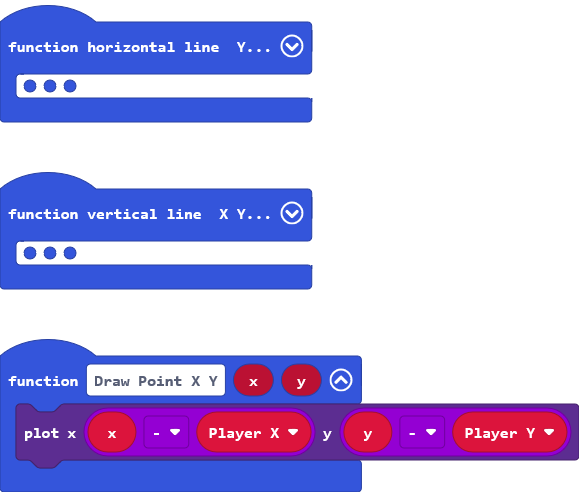 function horizontal line Y...
function vertical line X Y...
function Draw Point X Y x y
plot x x - Player X y y - Player Y